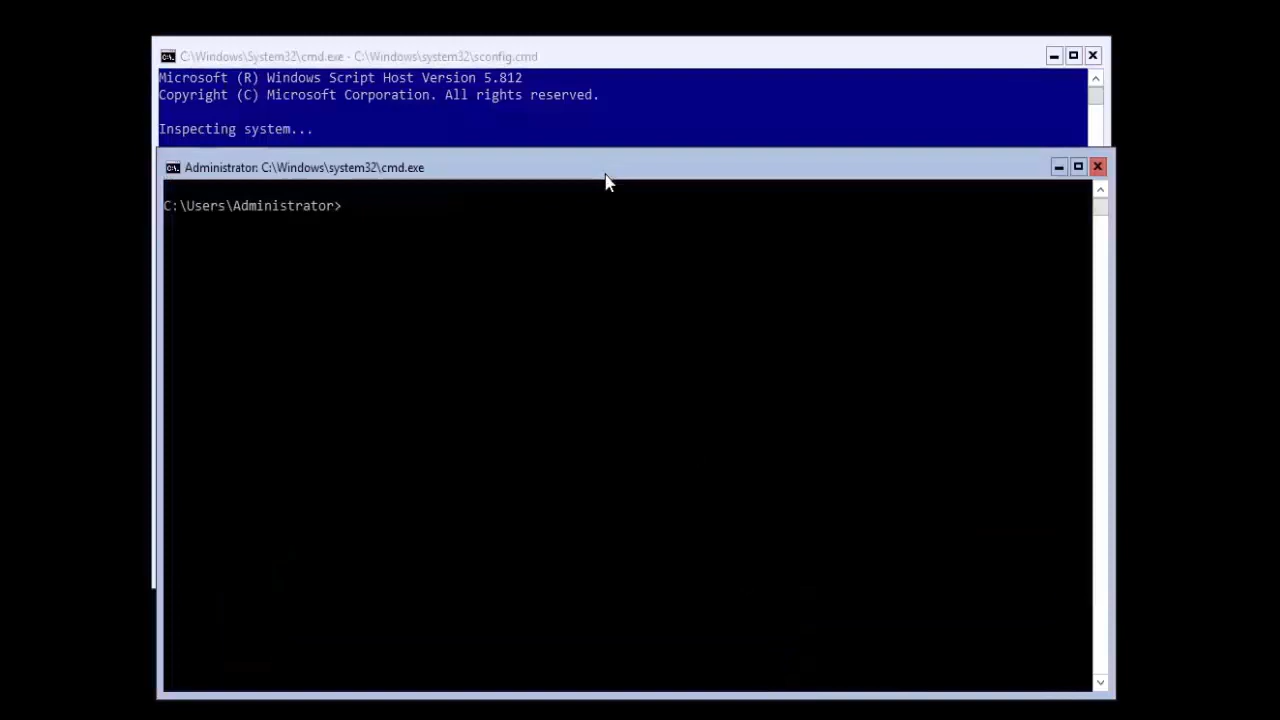 C:\Windows\System32\cmd.exe - C:\Windows\system32\sconfig.cmd
Microsoft (R) Windows Script Host Version 5.812
Copyright (C) Microsoft Corporation. All rights reserved.
Inspecting system...
Administrator: C:\Windows\system32\cmd.exe
C:\Users\Administrator>